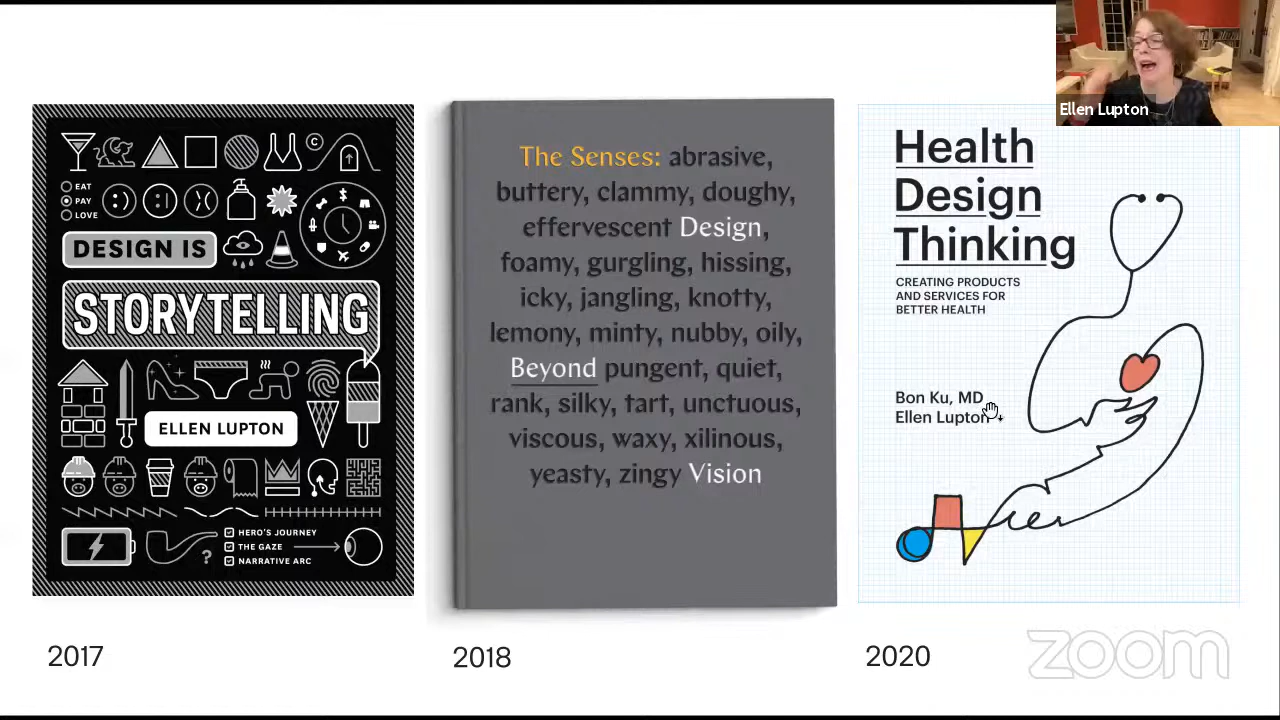 Ellen Lupton
©
EAT
PAY
LOVE
$
DESIGN IS
STORYTELLING
ELLEN LUPTON
HERO'S JOURNEY
THE GAZE
NARRATIVE ARC
?
2017
The Senses: abrasive,
buttery, clammy, doughy,
effervescent Design,
foamy, gurgling, hissing,
icky, jangling, knotty,
lemony, minty, nubby, oily,
Beyond pungent, quiet,
rank, silky, tart, unctuous,
viscous, waxy, xilinous,
yeasty, zingy Vision
2018
Health
Design
Thinking
CREATING PRODUCTS
AND SERVICES FOR
BETTER HEALTH
Bon Ku, MD
Ellen Lupton
2020
zoom